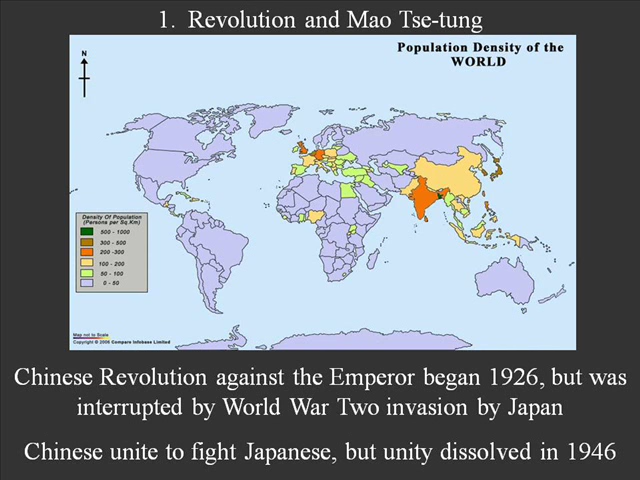 1. Revolution and Mao Tse-tung
Population Density of the
WORLD
N
Density Of Population
(Persons per Sq.Km)
500 - 1000
300 - 500
200 -300
100 - 200
50 - 100
0 - 50
Map not to Scale
Copyright © 2006 Compare Infobase Limited
Chinese Revolution against the Emperor began 1926, but was
interrupted by World War Two invasion by Japan
Chinese unite to fight Japanese, but unity dissolved in 1946